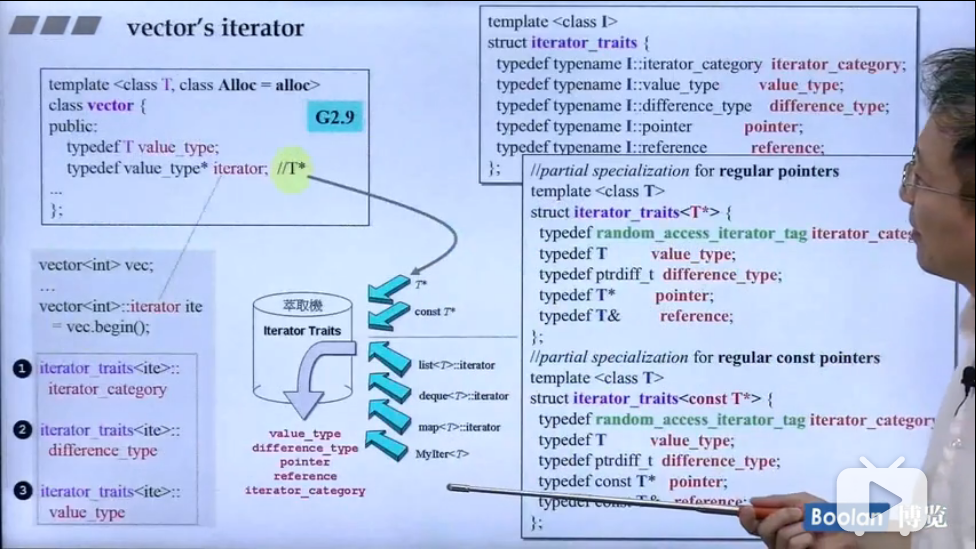 vector's iterator
template <class T, class Alloc = alloc>
class vector {
public:
typedef T value_type;
typedef value_type* iterator; //T*
...
};
G2.9
vector<int> vec;
...
vector<int>::iterator ite
= vec.begin();
1 iterator_traits<ite>::
iterator_category
2 iterator_traits<ite>::
difference_type
3 iterator_traits<ite>::
value_type
萃取機
Iterator Traits
T*
const T*
list<T>::iterator
deque<T>::iterator
map<T>::iterator
MyIter<T>
value_type
difference_type
pointer
reference
iterator_category
template <class I>
struct iterator_traits {
typedef typename I::iterator_category iterator_category;
typedef typename I::value_type value_type;
typedef typename I::difference_type difference_type;
typedef typename I::pointer pointer;
typedef typename I::reference reference;
};
//partial specialization for regular pointers
template <class T>
struct iterator_traits<T*> {
typedef random_access_iterator_tag iterator_categ
typedef T value_type;
typedef ptrdiff_t difference_type;
typedef T* pointer;
typedef T& reference;
};
//partial specialization for regular const pointers
template <class T>
struct iterator_traits<const T*> {
typedef random_access_iterator_tag iterator_category
typedef T value_type;
typedef ptrdiff_t difference_type;
typedef const T* pointer;
typedef const T& reference;
};
Boolan 博览